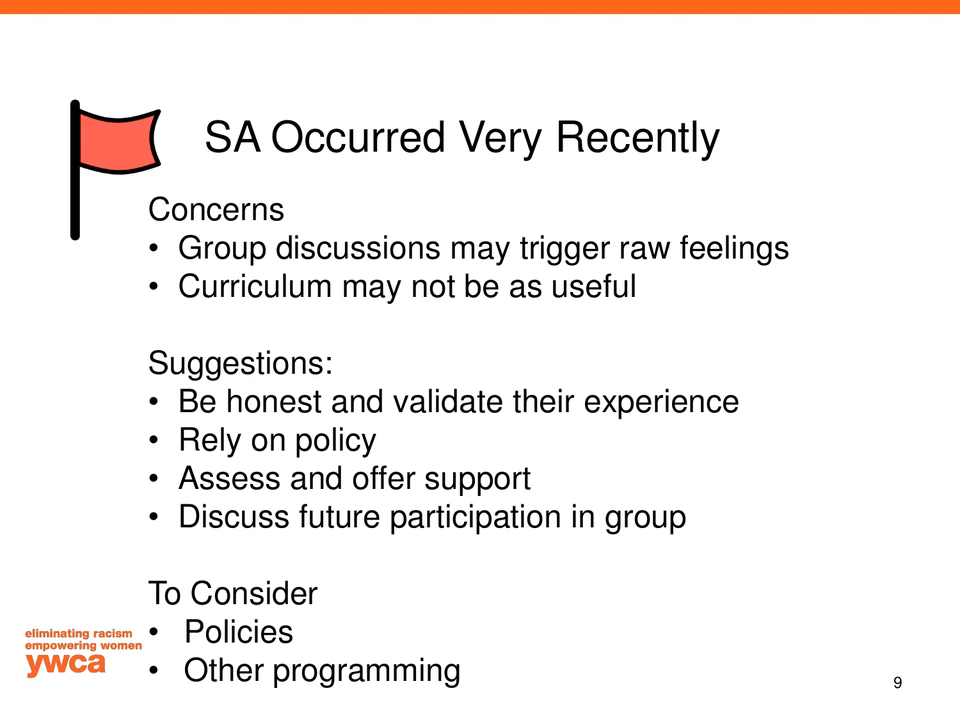 SA Occurred Very Recently
Concerns
• Group discussions may trigger raw feelings
• Curriculum may not be as useful
Suggestions:
• Be honest and validate their experience
• Rely on policy
• Assess and offer support
• Discuss future participation in group
To Consider
• Policies
• Other programming
eliminating racism
empowering women
ywca
9